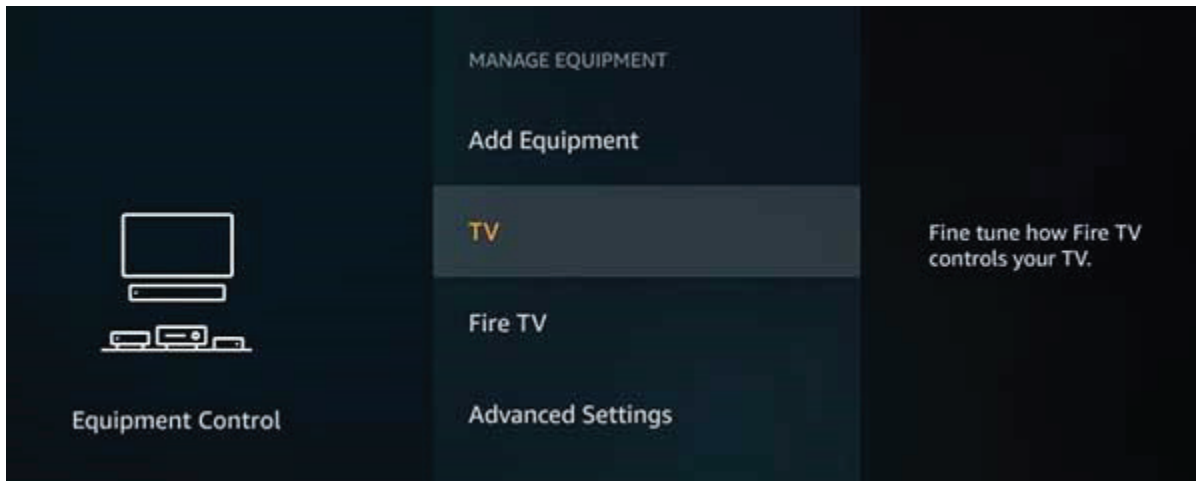 MANAGE EQUIPMENT
Add Equipment
TV
Fire TV
Advanced Settings
Equipment Control
Fine tune how Fire TV
controls your TV.